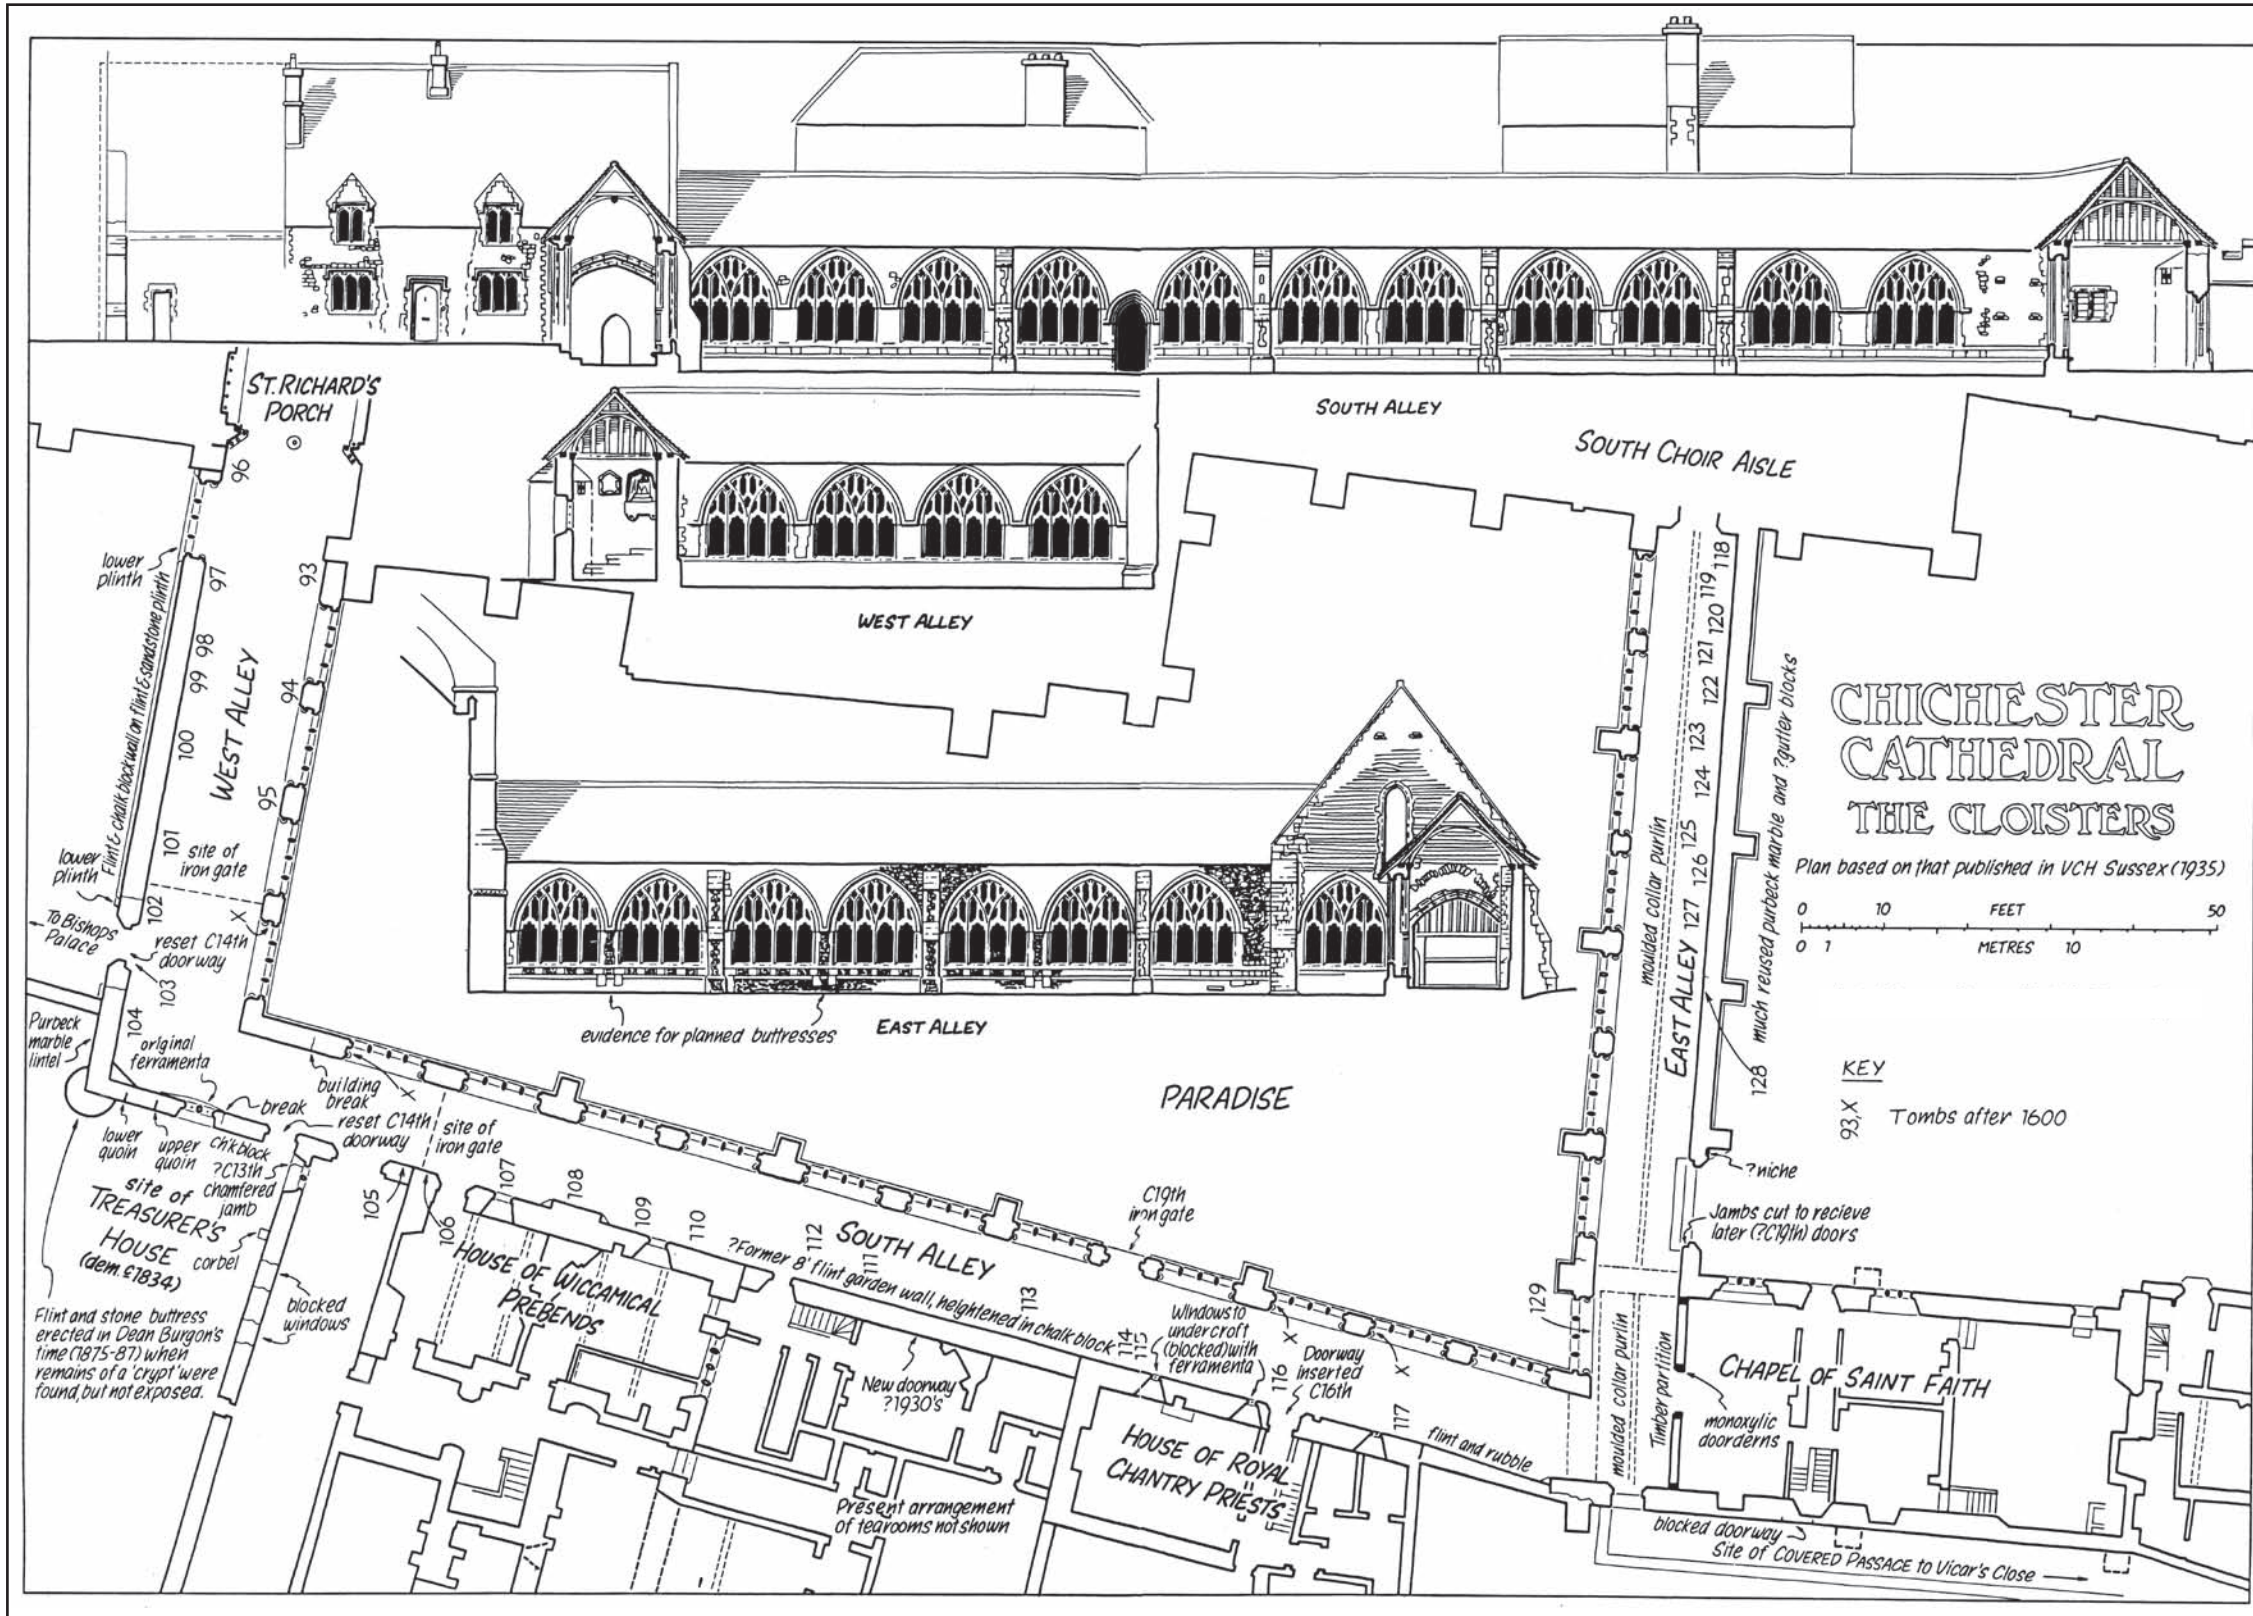 ST. RICHARD'S
PORCH
SOUTH ALLEY
SOUTH CHOIR AISLE
96
lower
plinth
97
93
Flint & chalk block wall on flint & sandstone plinth
98
99
100
WEST ALLEY
94
95
WEST ALLEY
101
site of
iron gate
lower
plinth
102
X
To Bishops
Palace
reset C14th
doorway
103
104
Purbeck
marble
lintel
original
ferramenta
building
break
X
break
reset C14th
doorway
site of
iron gate
lower
quoin
upper
quoin
ch'k block
?C13th
chamfered
jamb
site of
TREASURER'S
HOUSE
(dem. c1834)
corbel
blocked
windows
Flint and stone buttress
erected in Dean Burgon's
time (1875-87) when
remains of a 'crypt' were
found, but not exposed.
evidence for planned buttresses
EAST ALLEY
PARADISE
105
106
107
108
109
110
112
111
113
114
115
116
117
HOUSE OF WICCAMICAL
PREBENDS
?Former 8' flint garden wall, heightened in chalk block
SOUTH ALLEY
C19th
iron gate
New doorway
?1930's
Windows to
undercroft
(blocked) with
ferramenta
X
X
Doorway
inserted
C16th
HOUSE OF ROYAL
CHANTRY PRIESTS
flint and rubble
Present arrangement
of tearooms not shown
118
119
120
121
122
123
124
125
126
127
EAST ALLEY
moulded collar purlin
much reused purbeck marble and ?gutter blocks
128
129
?niche
Jambs cut to recieve
later (?C19th) doors
moulded collar purlin
Timber partition
CHAPEL OF SAINT FAITH
monoxylic
doorderns
blocked doorway
Site of COVERED PASSAGE to Vicar's Close
CHICHESTER
CATHEDRAL
THE CLOISTERS
Plan based on that published in VCH Sussex (1935)
0 10 FEET 50
0 1 METRES 10
KEY
93,X Tombs after 1600